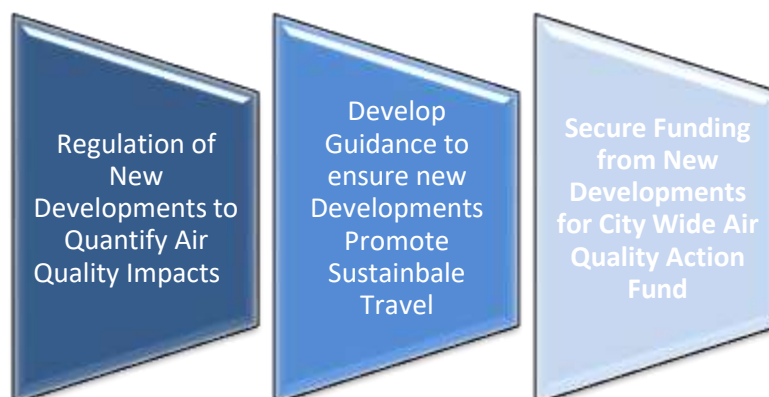 Regulation of
New
Developments to
Quantify Air
Quality Impacts
Develop
Guidance to
ensure new
Developments
Promote
Sustainbale
Travel
Secure Funding
from New
Developments
for City Wide Air
Quality Action
Fund